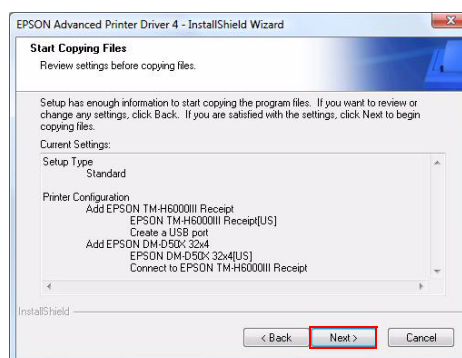 EPSON Advanced Printer Driver 4 - InstallShield Wizard
Start Copying Files
Review settings before copying files.
Setup has enough information to start copying the program files. If you want to review or
change any settings, click Back. If you are satisfied with the settings, click Next to begin
copying files.
Current Settings:
Setup Type
Standard
Printer Configuration
Add EPSON TM-H6000III Receipt
EPSON TM-H6000III Receipt[US]
Create a USB port
Add EPSON DM-D50X 32x4
EPSON DM-D50X 32x4[US]
Connect to EPSON TM-H6000III Receipt
InstallShield
< Back Next > Cancel